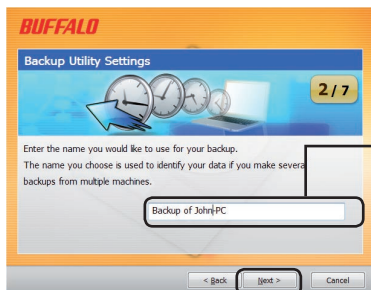 BUFFALO
Backup Utility Settings
2 / 7
Enter the name you would like to use for your backup.
The name you choose is used to identify your data if you make severa
backups from multiple machines.
Backup of John-PC
< Back Next > Cancel